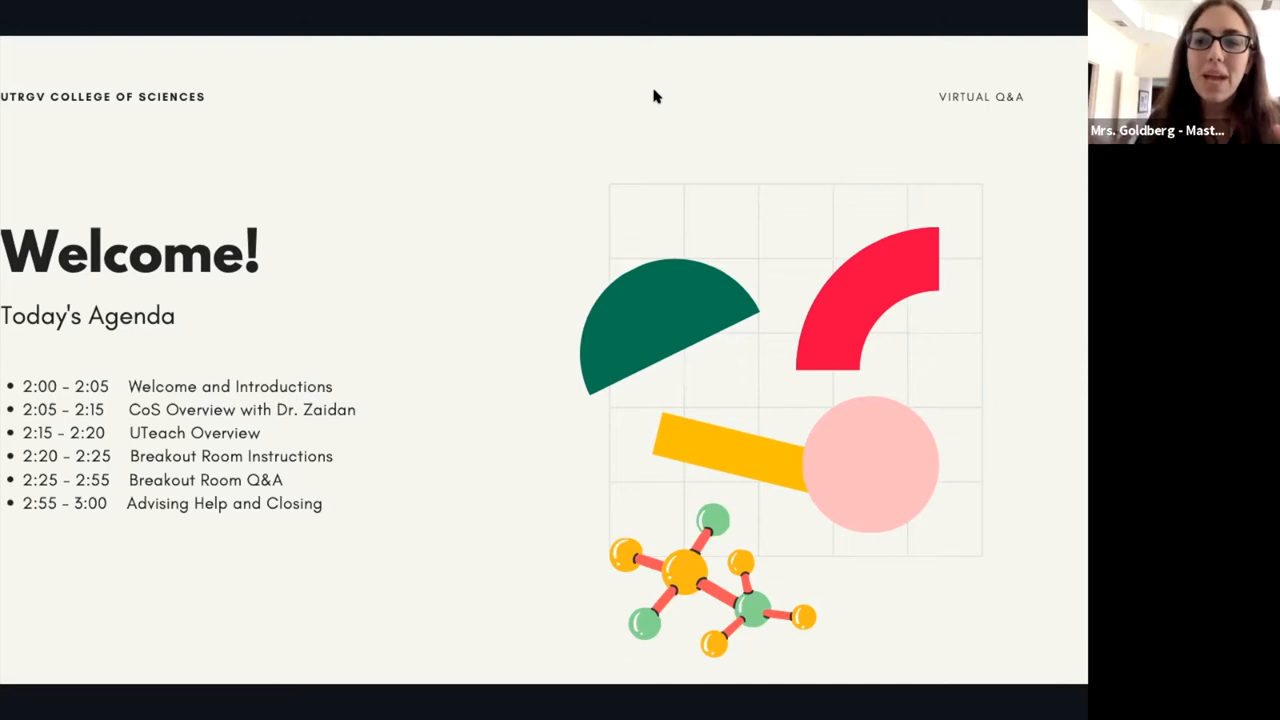 UTRGV COLLEGE OF SCIENCES
VIRTUAL Q&A
Mrs. Goldberg - Mast...
Welcome!
Today's Agenda
• 2:00 - 2:05 Welcome and Introductions
• 2:05 - 2:15 CoS Overview with Dr. Zaidan
• 2:15 - 2:20 UTeach Overview
• 2:20 - 2:25 Breakout Room Instructions
• 2:25 - 2:55 Breakout Room Q&A
• 2:55 - 3:00 Advising Help and Closing